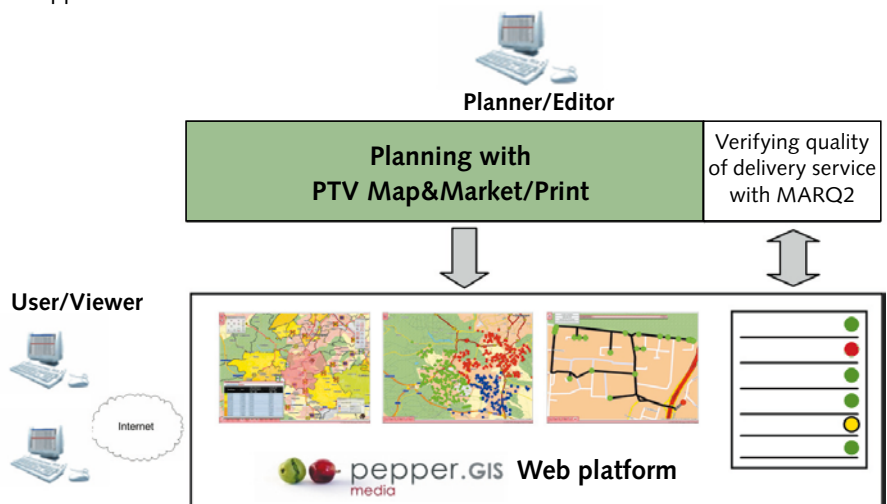 Planner/Editor
Planning with
PTV Map&Market/Print
Verifying quality
of delivery service
with MARQ2
User/Viewer
Internet
pepper.GIS
media
Web platform